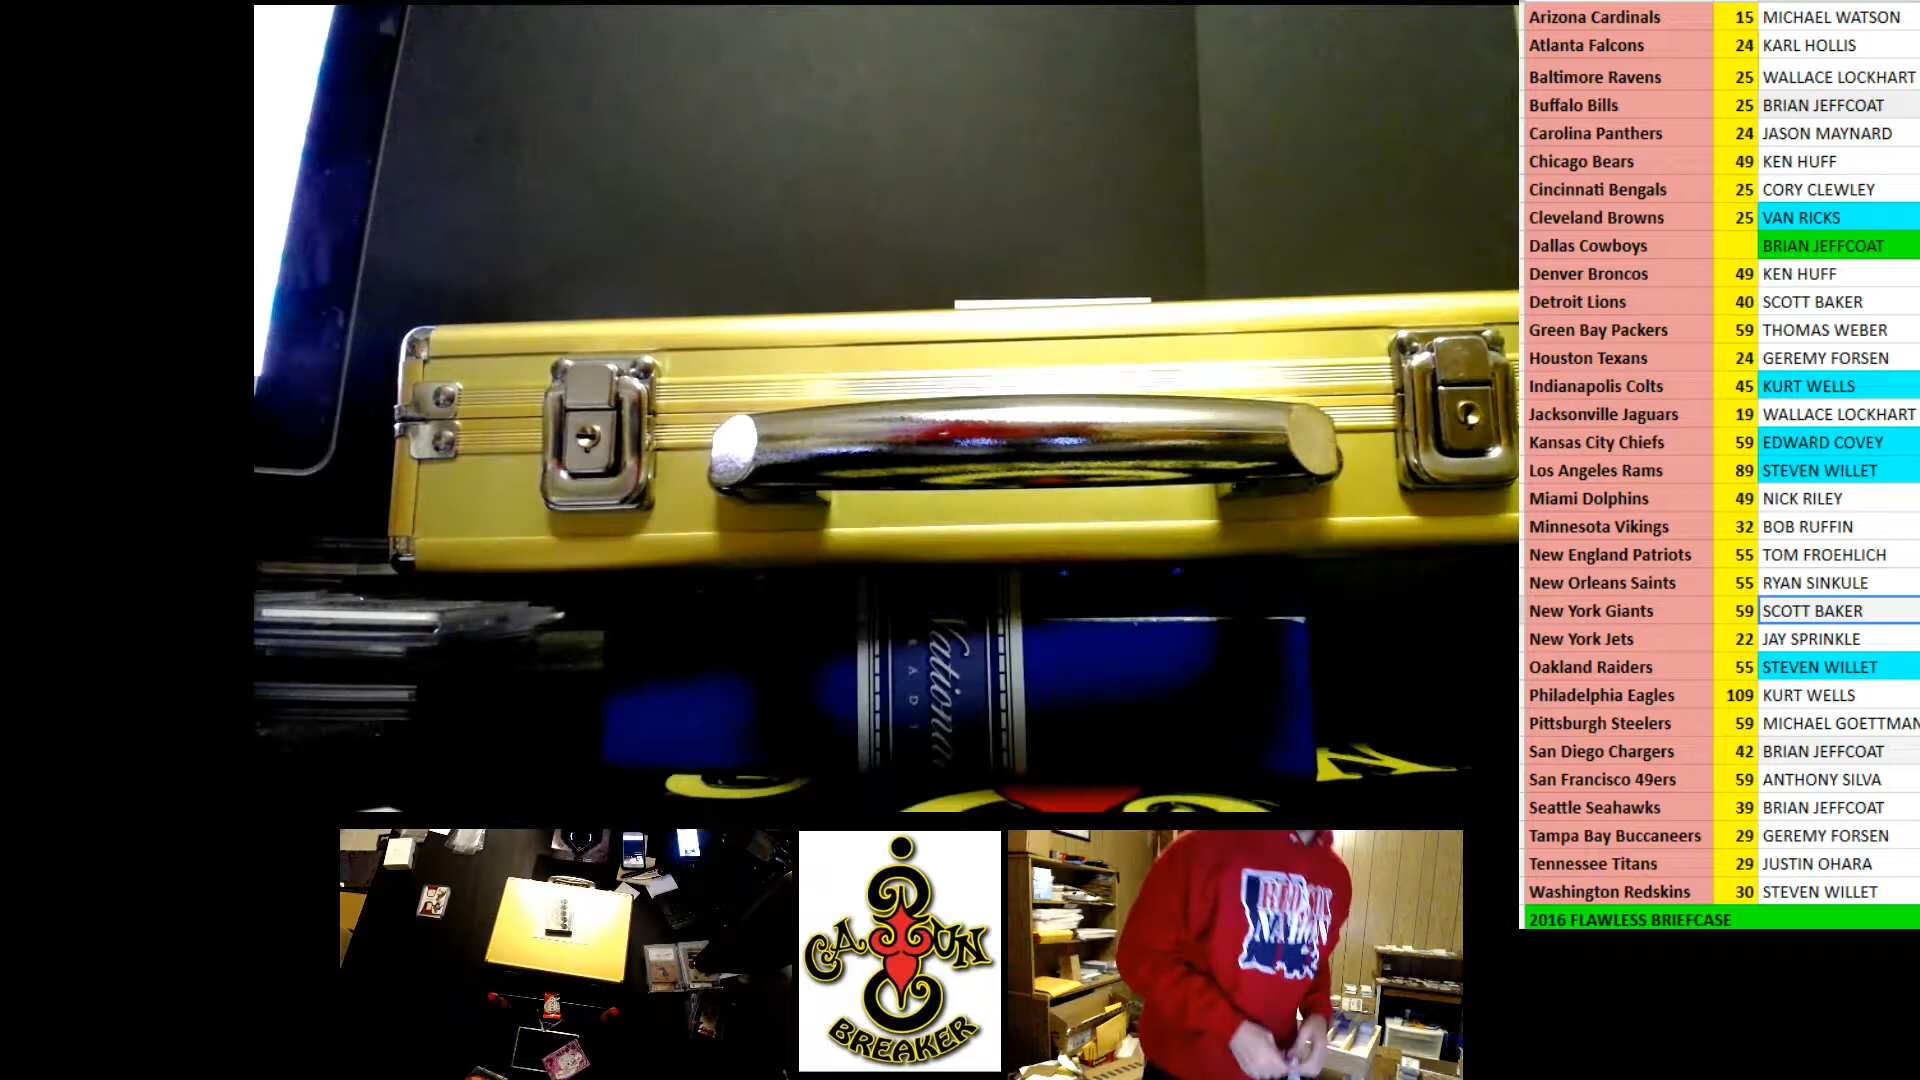 Arizona Cardinals 15 MICHAEL WATSON
Atlanta Falcons 24 KARL HOLLIS
Baltimore Ravens 25 WALLACE LOCKHART
Buffalo Bills 25 BRIAN JEFFCOAT
Carolina Panthers 24 JASON MAYNARD
Chicago Bears 49 KEN HUFF
Cincinnati Bengals 25 CORY CLEWLEY
Cleveland Browns 25 VAN RICKS
Dallas Cowboys BRIAN JEFFCOAT
Denver Broncos 49 KEN HUFF
Detroit Lions 40 SCOTT BAKER
Green Bay Packers 59 THOMAS WEBER
Houston Texans 24 GEREMY FORSEN
Indianapolis Colts 45 KURT WELLS
Jacksonville Jaguars 19 WALLACE LOCKHART
Kansas City Chiefs 59 EDWARD COVEY
Los Angeles Rams 89 STEVEN WILLET
Miami Dolphins 49 NICK RILEY
Minnesota Vikings 32 BOB RUFFIN
New England Patriots 55 TOM FROEHLICH
New Orleans Saints 55 RYAN SINKULE
New York Giants 59 SCOTT BAKER
New York Jets 22 JAY SPRINKLE
Oakland Raiders 55 STEVEN WILLET
Philadelphia Eagles 109 KURT WELLS
Pittsburgh Steelers 59 MICHAEL GOETTMAN
San Diego Chargers 42 BRIAN JEFFCOAT
San Francisco 49ers 59 ANTHONY SILVA
Seattle Seahawks 39 BRIAN JEFFCOAT
Tampa Bay Buccaneers 29 GEREMY FORSEN
Tennessee Titans 29 JUSTIN OHARA
Washington Redskins 30 STEVEN WILLET
2016 FLAWLESS BRIEFCASE
CAJUN
BREAKER
NATION